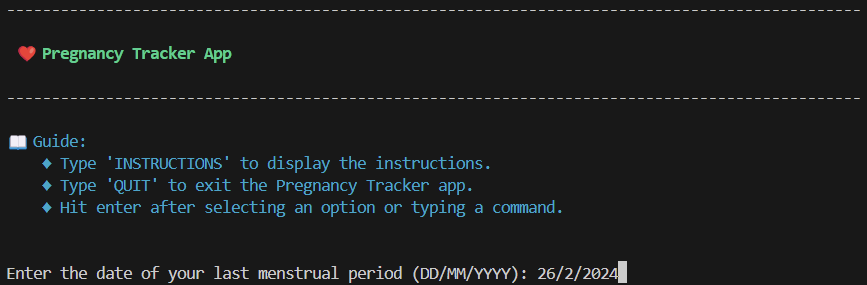 ------------------------------------------------------------------------------------------------
❤️ Pregnancy Tracker App
------------------------------------------------------------------------------------------------
📖 Guide:
♦ Type 'INSTRUCTIONS' to display the instructions.
♦ Type 'QUIT' to exit the Pregnancy Tracker app.
♦ Hit enter after selecting an option or typing a command.
Enter the date of your last menstrual period (DD/MM/YYYY): 26/2/2024